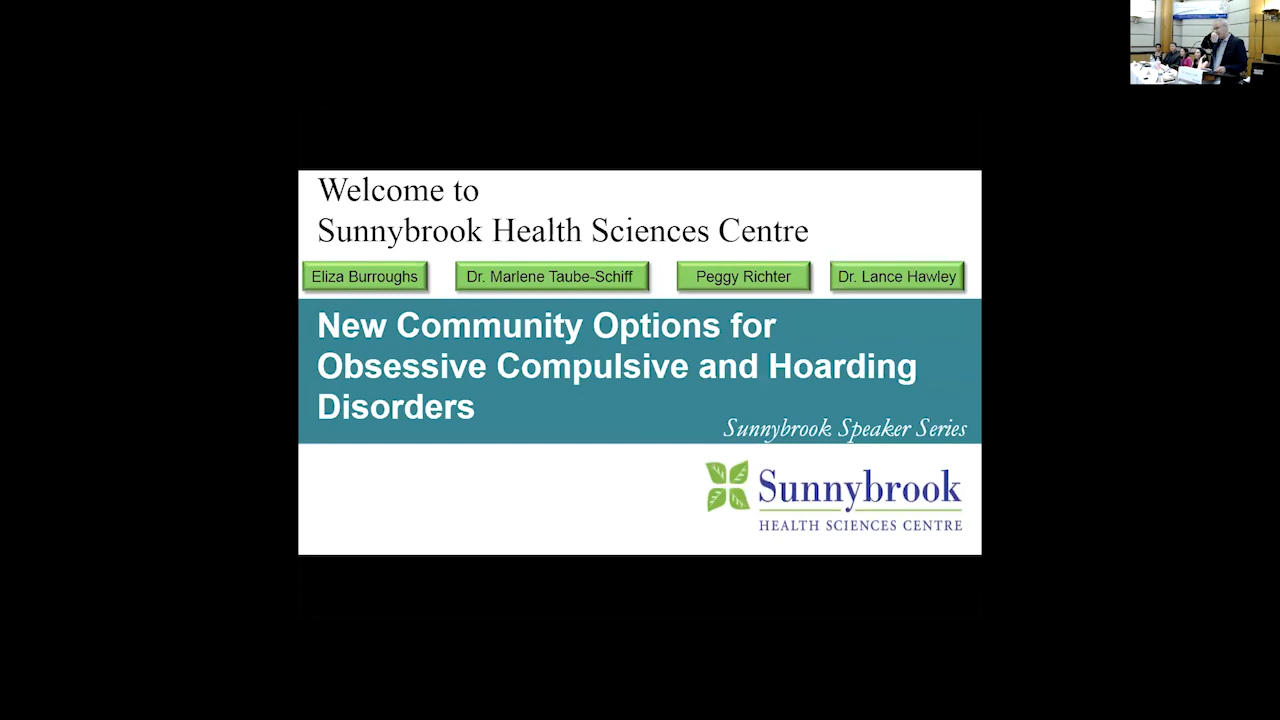 Welcome to
Sunnybrook Health Sciences Centre
Eliza Burroughs
Dr. Marlene Taube-Schiff
Peggy Richter
Dr. Lance Hawley
New Community Options for
Obsessive Compulsive and Hoarding
Disorders
Sunnybrook Speaker Series
Sunnybrook
HEALTH SCIENCES CENTRE